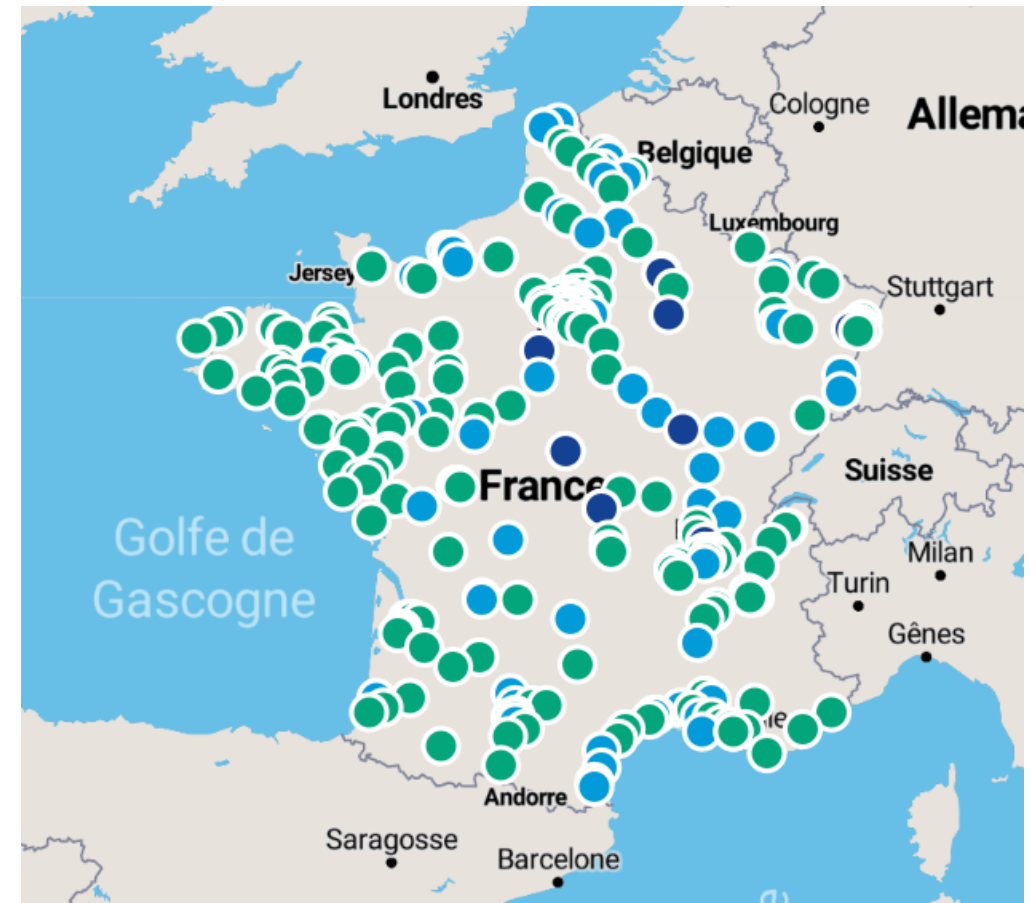 Londres
Cologne
Allema
Belgique
Luxembourg
Jersey
Stuttgart
France
Suisse
Golfe de
Gascogne
Milan
Turin
Gênes
Andorre
Saragosse
Barcelone